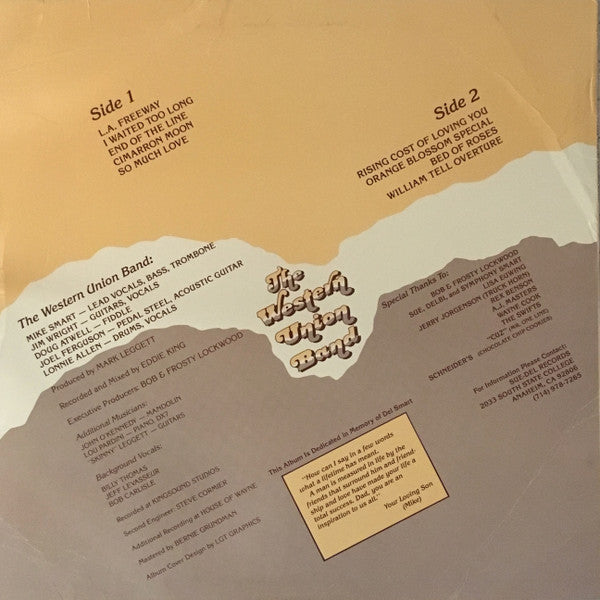 Side 1
L.A. FREEWAY
I WAITED TOO LONG
END OF THE LINE
CIMARRON MOON
SO MUCH LOVE
Side 2
RISING COST OF LOVING YOU
ORANGE BLOSSOM SPECIAL
BED OF ROSES
WILLIAM TELL OVERTURE
The Western Union Band:
MIKE SMART — LEAD VOCALS, BASS, TROMBONE
JIM WRIGHT — GUITARS, VOCALS
DOUG ATWELL — FIDDLE
JOEL FERGUSON — PEDAL STEEL, ACOUSTIC GUITAR
LONNIE ALLEN — DRUMS, VOCALS
Produced by MARK LEGGETT
Recorded and Mixed by EDDIE KING
Executive Producers: BOB & FROSTY LOCKWOOD
Additional Musicians:
JOHN O'KENNEDY — MANDOLIN
LOU PARDINI — PIANO, DX7
"SKINNY" LEGGETT — GUITARS
Background Vocals:
BILLY THOMAS
JEFF LEVASSEUR
BOB CARLISLE
Recorded at KINGSOUND STUDIOS
Second Engineer: STEVE CORMIER
Additional Recording at HOUSE OF WAYNE
Mastered by BERNIE GRUNDMAN
Album Cover Design by LGT GRAPHICS
The
Western
Union
Band
Special Thanks To:
BOB & FROSTY LOCKWOOD
SUE, DELBI, and SYMPHONY SMART
LISA EUWING
JERRY JORGENSON (TRUCK HORN)
REX BENSON
A.J. MASTERS
WAYNE COOK
JIVE SWIFTS
"CUZ" (MR. ONE LINE)
SCHNEIDER'S (CHOCOLATE CHIP COOKIES)
For Information Please Contact:
SUE-DEL RECORDS
2033 SOUTH STATE COLLEGE
ANAHEIM, CA 92806
(714) 978-7265
This Album Is Dedicated in Memory of Del Smart
"How can I say in a few words
what a lifetime has meant.
A man is measured in life by the
friends that surround him and friend-
ship and love have made your life a
total success. Dad, you are an
inspiration to us all."
Your Loving Son
(Mike)